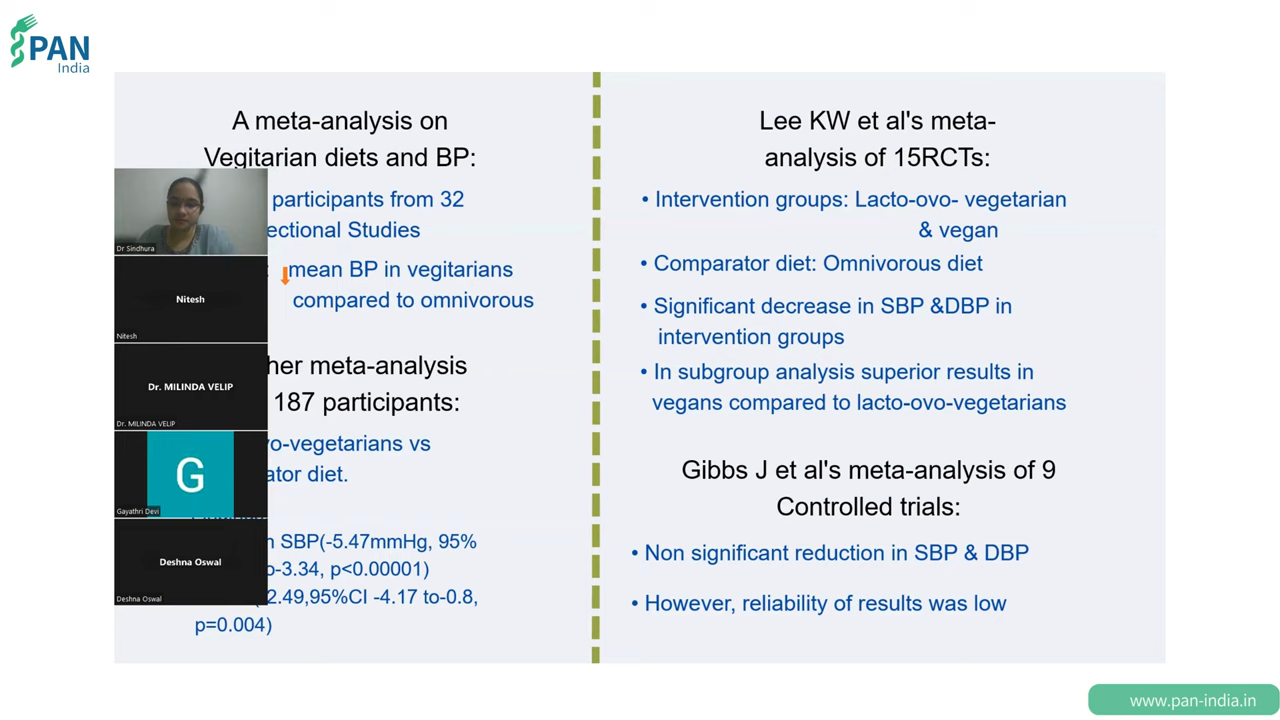 PAN
India
A meta-analysis on
Vegitarian diets and BP:
participants from 32
ectional Studies
mean BP in vegitarians
compared to omnivorous
her meta-analysis
187 participants:
o-vegetarians vs
ator diet.
SBP(-5.47mmHg, 95%
o-3.34, p<0.00001)
2.49,95%CI -4.17 to-0.8,
p=0.004)
Dr Sindhura
Nitesh
Nitesh
Dr. MILINDA VELIP
Dr. MILINDA VELIP
G
Gayathri Devi
Deshna Oswal
Deshna Oswal
Lee KW et al's meta-
analysis of 15RCTs:
• Intervention groups: Lacto-ovo- vegetarian
& vegan
• Comparator diet: Omnivorous diet
• Significant decrease in SBP &DBP in
intervention groups
• In subgroup analysis superior results in
vegans compared to lacto-ovo-vegetarians
Gibbs J et al's meta-analysis of 9
Controlled trials:
• Non significant reduction in SBP & DBP
• However, reliability of results was low
www.pan-india.in